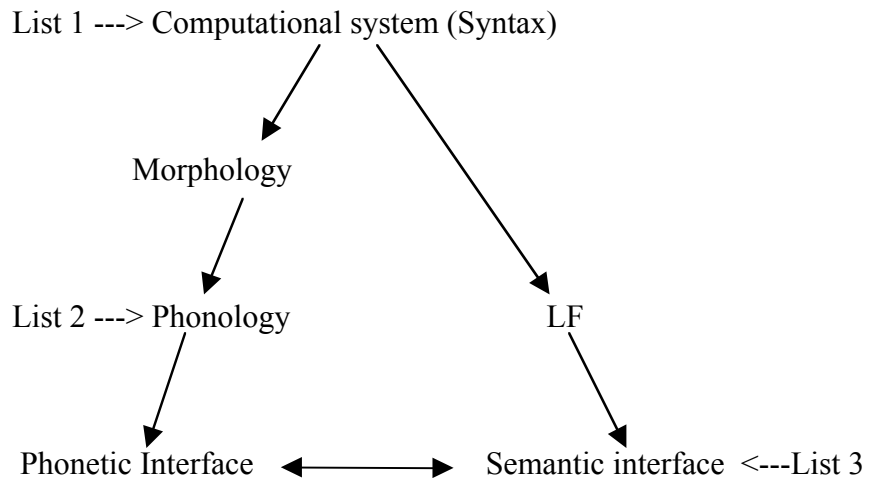 List 1 ---> Computational system (Syntax)
Morphology
List 2 ---> Phonology LF
Phonetic Interface Semantic interface <---List 3